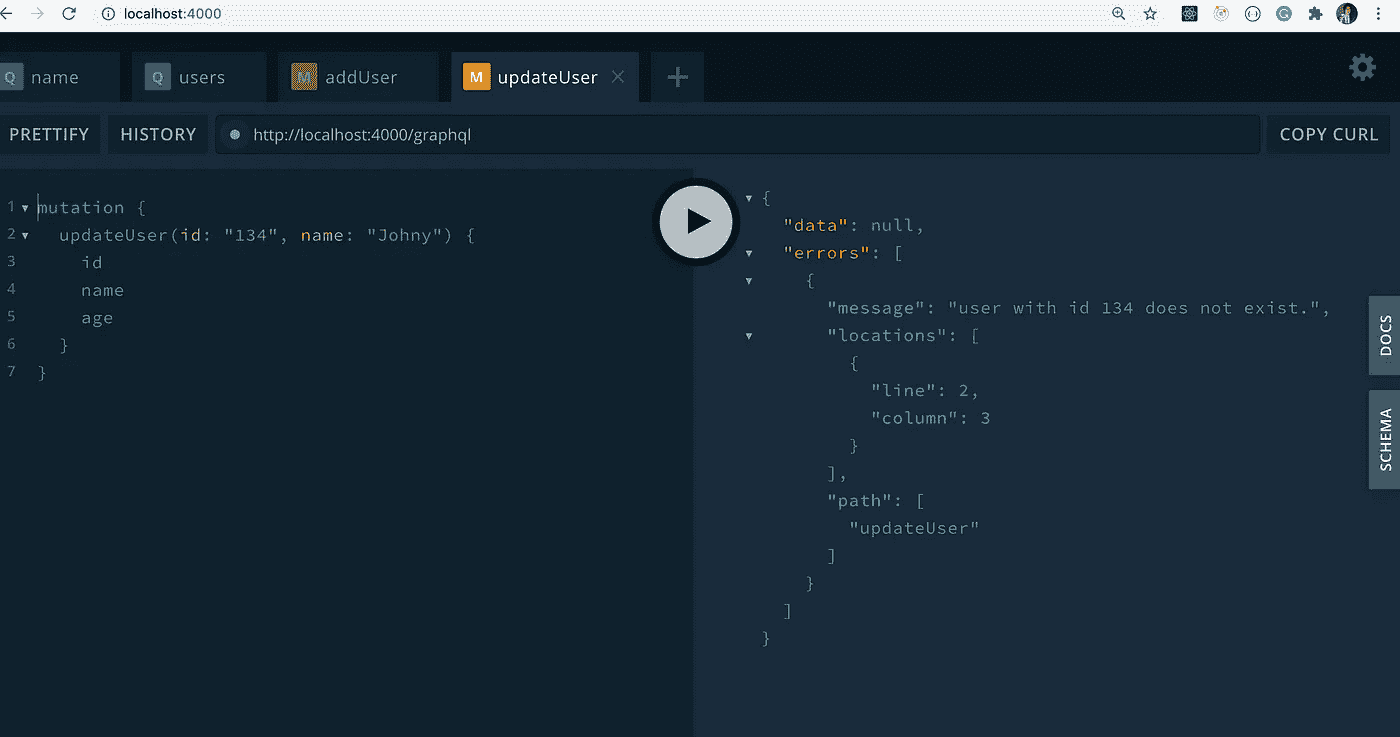 localhost:4000
Q name Q users M addUser M updateUser
PRETTIFY HISTORY http://localhost:4000/graphql COPY CURL
1 mutation {
2 updateUser(id: "134", name: "Johny") {
3 id
4 name
5 age
6 }
7 }
{
"data": null,
"errors": [
{
"message": "user with id 134 does not exist.",
"locations": [
{
"line": 2,
"column": 3
}
],
"path": [
"updateUser"
]
}
]
}
DOCS
SCHEMA